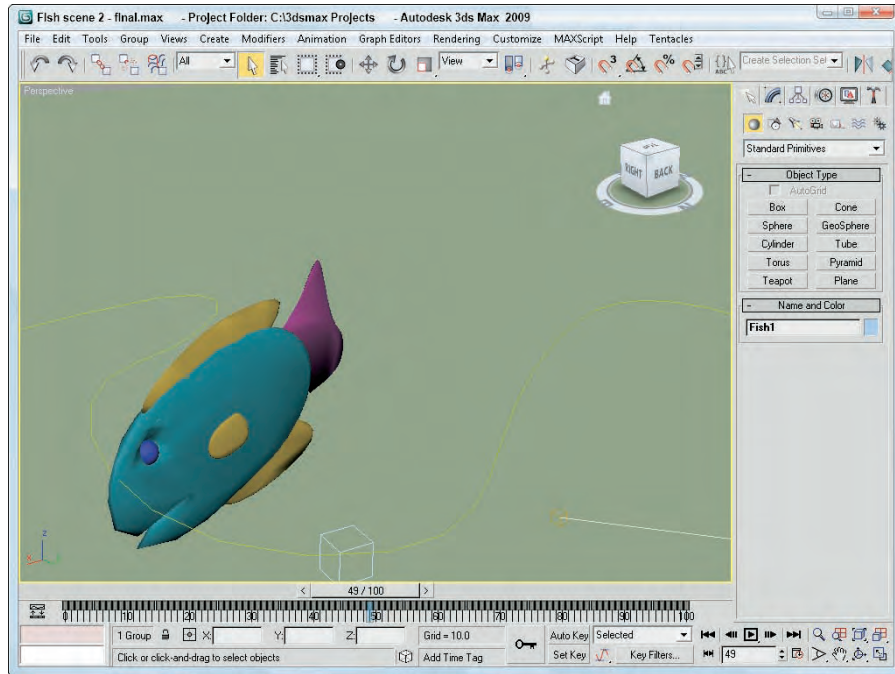 FIsh scene 2 - fInal.max - Project Folder: C:\3dsmax Projects - Autodesk 3ds Max 2009
File Edit Tools Group Views Create Modifiers Animation Graph Editors Rendering Customize MAXScript Help Tentacles
All View 3 Create Selection Set
Perspective
RIGHT BACK
Standard Primitives
- Object Type
AutoGrid
Box Cone
Sphere GeoSphere
Cylinder Tube
Torus Pyramid
Teapot Plane
- Name and Color
Fish1
z
x
< 49 / 100 >
0 10 20 30 40 50 60 70 80 90 100
1 Group X: Y: Z: Grid = 10.0 Auto Key Selected
Click or click-and-drag to select objects Add Time Tag Set Key Key Filters... 49